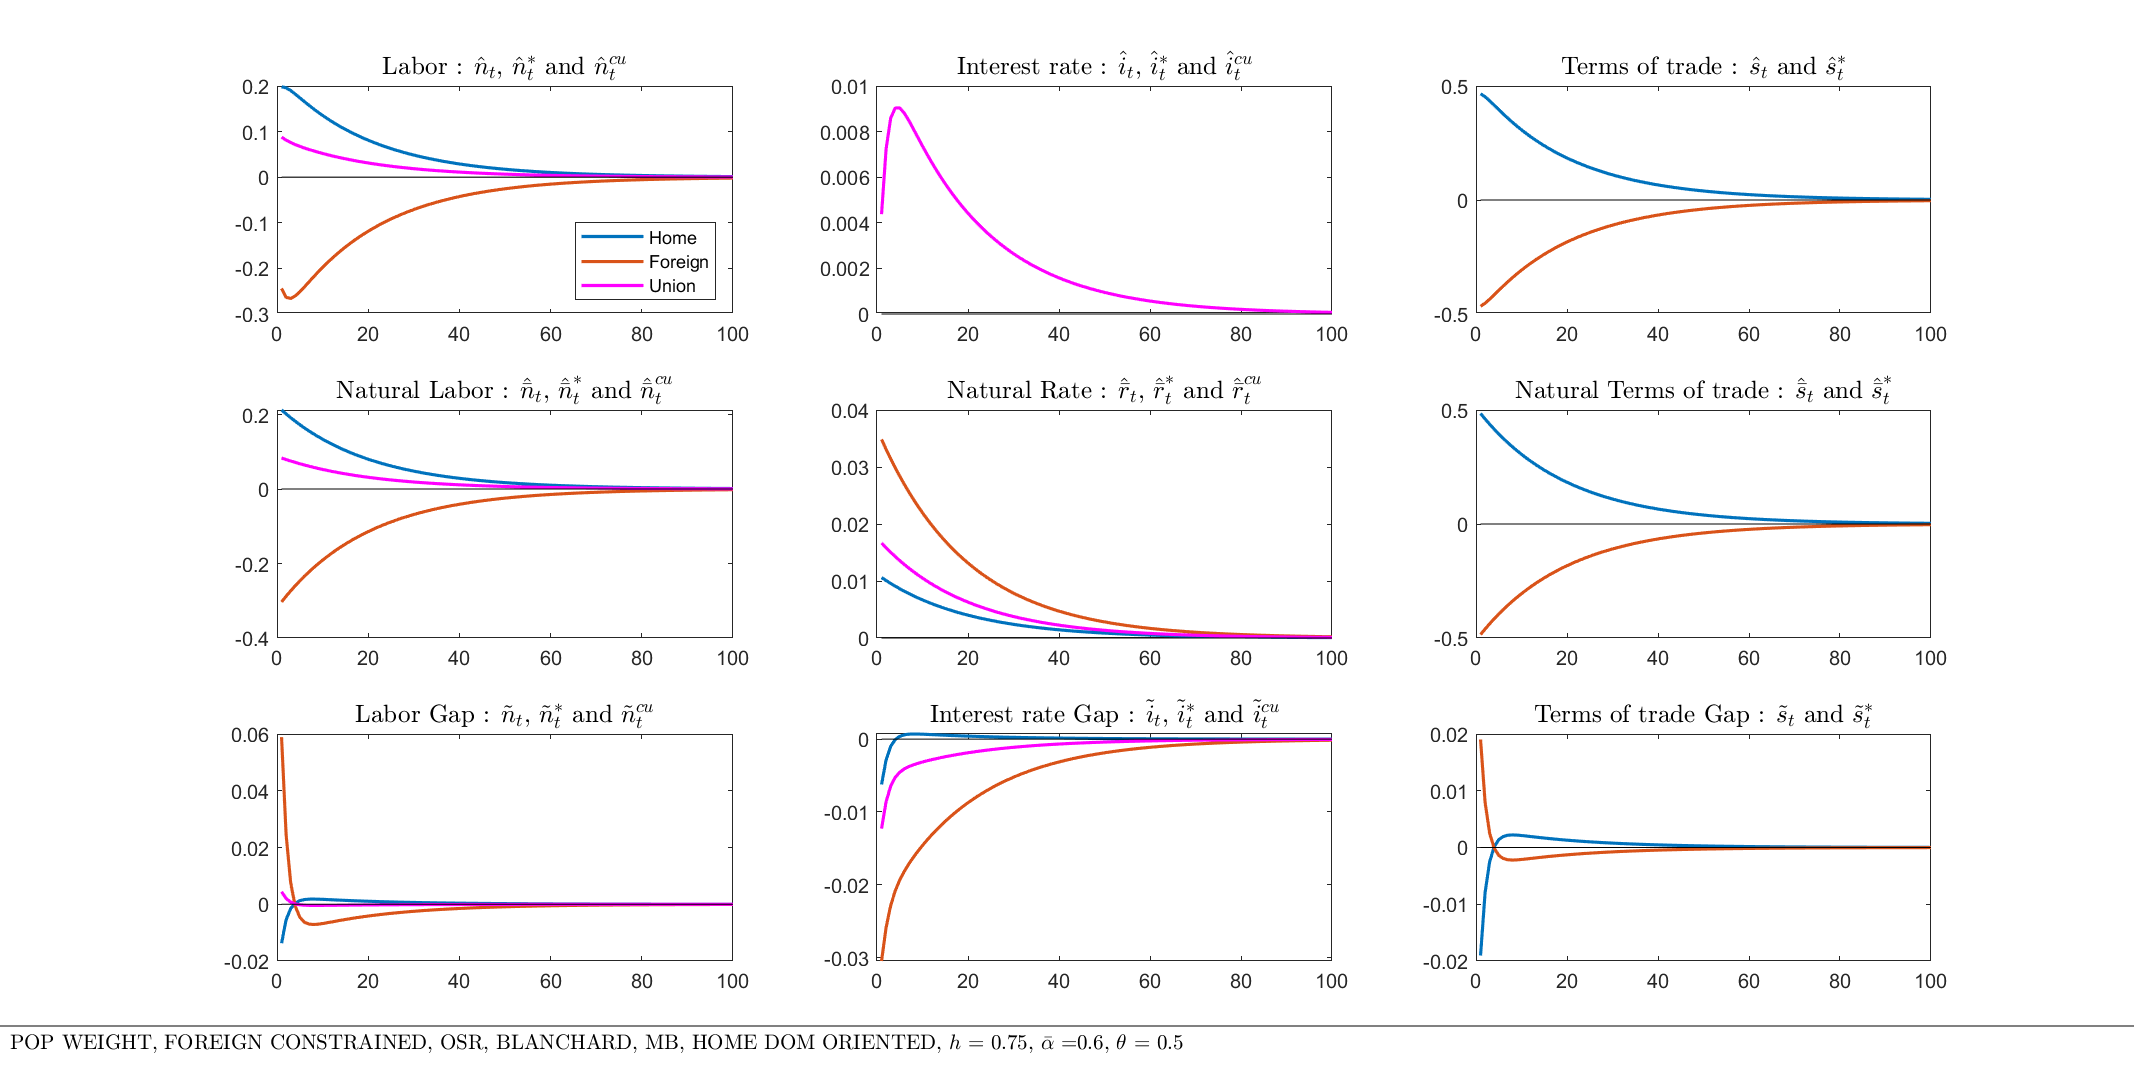 Labor : n̂ₜ, n̂ₜ* and n̂ₜᶜᵘ
0.2
0.1
0
-0.1
-0.2
-0.3
0 20 40 60 80 100
Home
Foreign
Union
Interest rate : î̂ₜ, î̂ₜ* and î̂ₜᶜᵘ
0.01
0.008
0.006
0.004
0.002
0
0 20 40 60 80 100
Terms of trade : ŝₜ and ŝₜ*
0.5
0
-0.5
0 20 40 60 80 100
Natural Labor : n̄̂ₜ, n̄̂ₜ* and n̄̂ₜᶜᵘ
0.2
0
-0.2
-0.4
0 20 40 60 80 100
Natural Rate : r̄̂ₜ, r̄̂ₜ* and r̄̂ₜᶜᵘ
0.04
0.03
0.02
0.01
0
0 20 40 60 80 100
Natural Terms of trade : s̄̂ₜ and s̄̂ₜ*
0.5
0
-0.5
0 20 40 60 80 100
Labor Gap : ñₜ, ñₜ* and ñₜᶜᵘ
0.06
0.04
0.02
0
-0.02
0 20 40 60 80 100
Interest rate Gap : ĩₜ, ĩₜ* and ĩₜᶜᵘ
0
-0.01
-0.02
-0.03
0 20 40 60 80 100
Terms of trade Gap : s̃ₜ and s̃ₜ*
0.02
0.01
0
-0.01
-0.02
0 20 40 60 80 100
POP WEIGHT, FOREIGN CONSTRAINED, OSR, BLANCHARD, MB, HOME DOM ORIENTED, h = 0.75, ᾱ =0.6, θ = 0.5